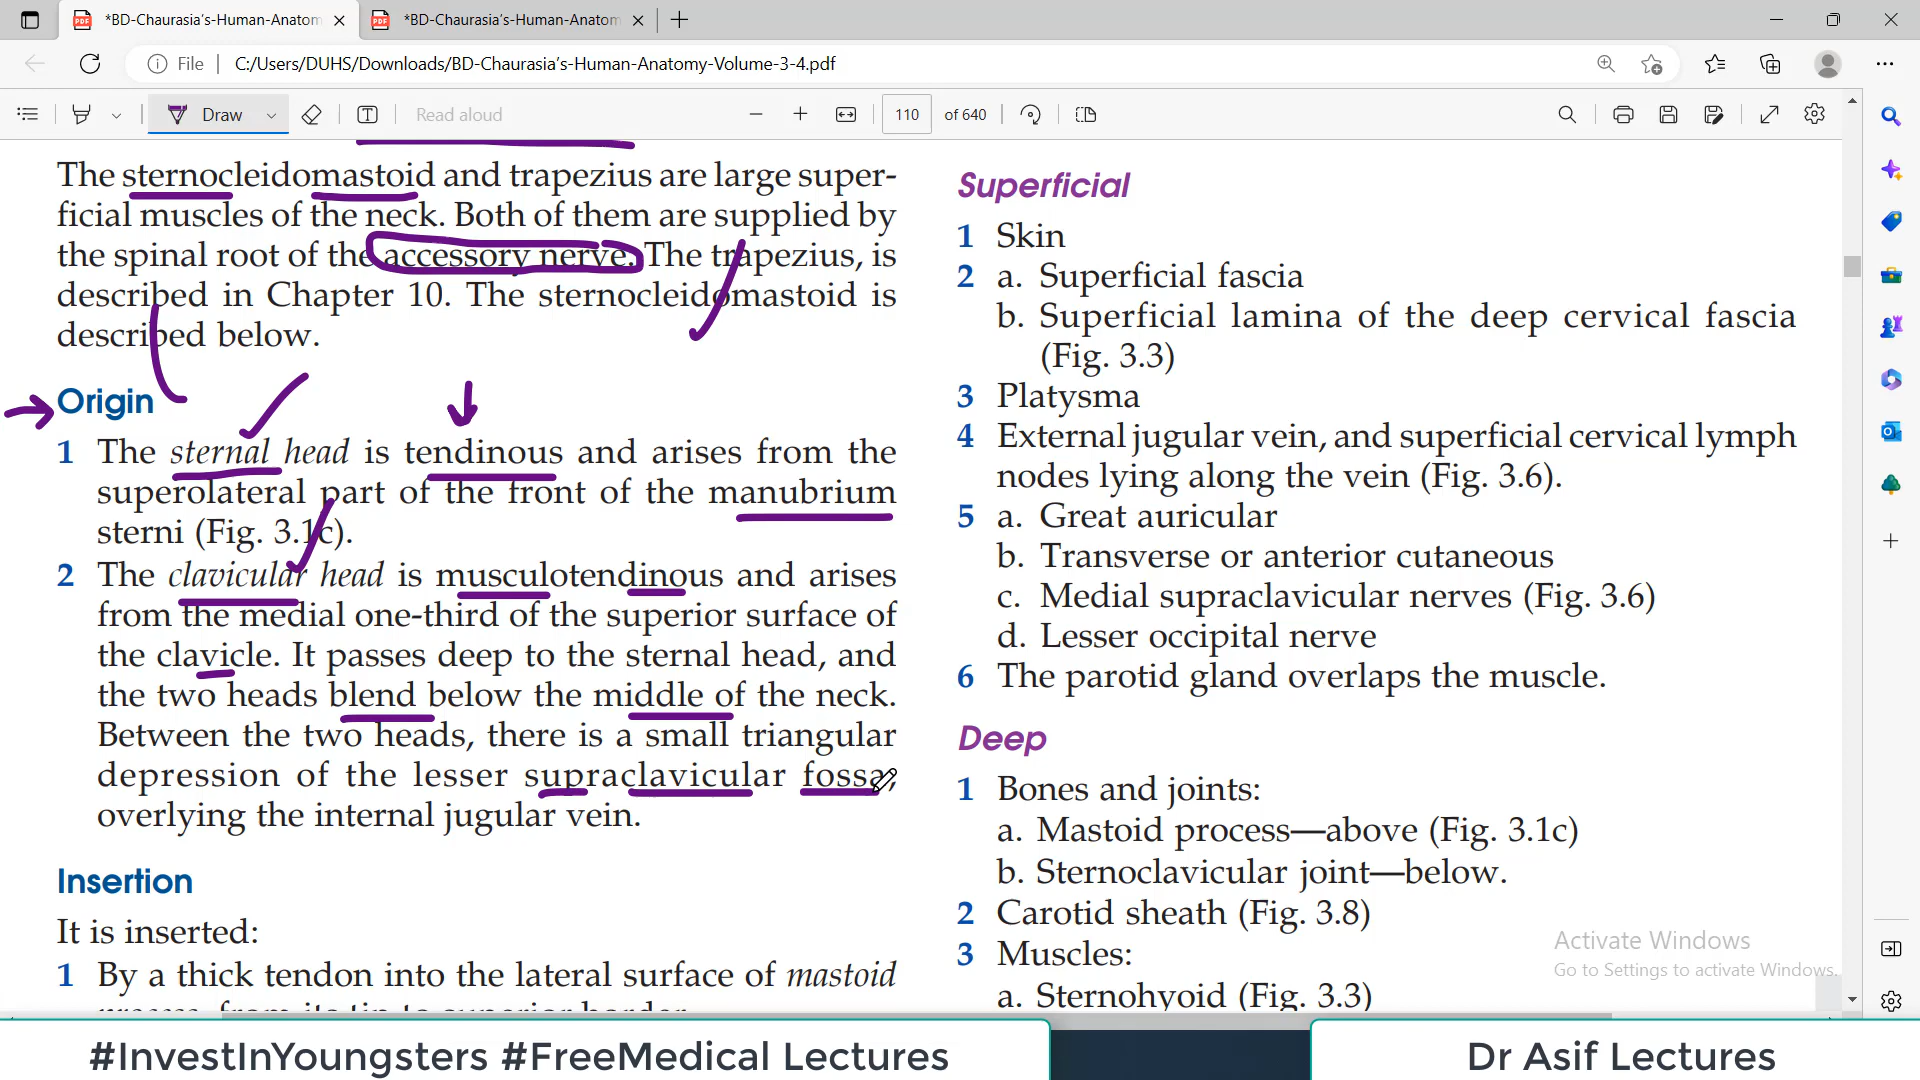 *BD-Chaurasia's-Human-Anatom
*BD-Chaurasia's-Human-Anatom
File
C:/Users/DUHS/Downloads/BD-Chaurasia's-Human-Anatomy-Volume-3-4.pdf
Draw
Read aloud
110 of 640
The sternocleidomastoid and trapezius are large super-
ficial muscles of the neck. Both of them are supplied by
the spinal root of the accessory nerve. The trapezius, is
described in Chapter 10. The sternocleidomastoid is
described below.
Origin
1 The sternal head is tendinous and arises from the
superolateral part of the front of the manubrium
sterni (Fig. 3.1c).
2 The clavicular head is musculotendinous and arises
from the medial one-third of the superior surface of
the clavicle. It passes deep to the sternal head, and
the two heads blend below the middle of the neck.
Between the two heads, there is a small triangular
depression of the lesser supraclavicular fossa,
overlying the internal jugular vein.
Insertion
It is inserted:
1 By a thick tendon into the lateral surface of mastoid
process, from its tip to superior border.
Superficial
1 Skin
2 a. Superficial fascia
b. Superficial lamina of the deep cervical fascia
(Fig. 3.3)
3 Platysma
4 External jugular vein, and superficial cervical lymph
nodes lying along the vein (Fig. 3.6).
5 a. Great auricular
b. Transverse or anterior cutaneous
c. Medial supraclavicular nerves (Fig. 3.6)
d. Lesser occipital nerve
6 The parotid gland overlaps the muscle.
Deep
1 Bones and joints:
a. Mastoid process—above (Fig. 3.1c)
b. Sternoclavicular joint—below.
2 Carotid sheath (Fig. 3.8)
3 Muscles:
a. Sternohyoid (Fig. 3.3)
Activate Windows
Go to Settings to activate Windows.
#InvestInYoungsters #FreeMedical Lectures
Dr Asif Lectures